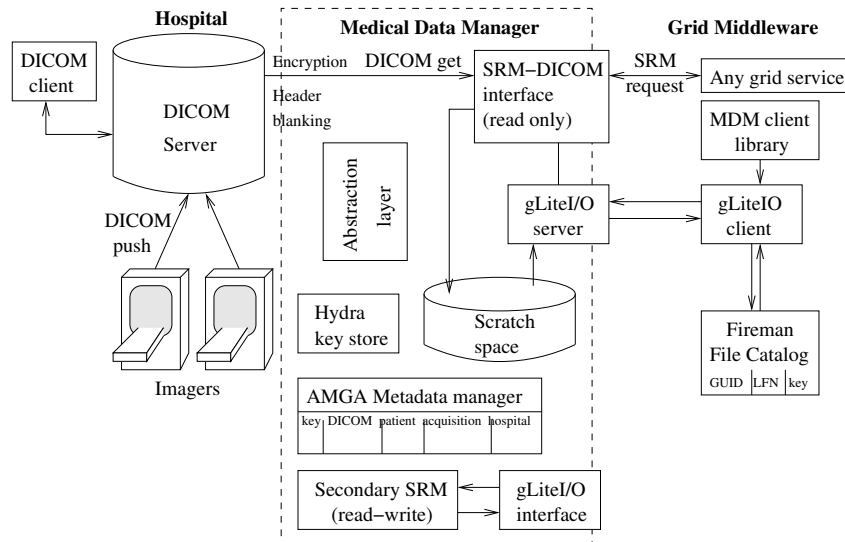 Hospital
Medical Data Manager
Grid Middleware
DICOM
client
DICOM
Server
Encryption
Header
blanking
DICOM get
SRM−DICOM
interface
(read only)
SRM
request
Any grid service
MDM client
library
Abstraction
layer
gLiteI/O
server
gLiteIO
client
DICOM
push
Imagers
Hydra
key store
Scratch
space
Fireman
File Catalog
GUID LFN key
AMGA Metadata manager
key DICOM patient acquisition hospital
Secondary SRM
(read−write)
gLiteI/O
interface